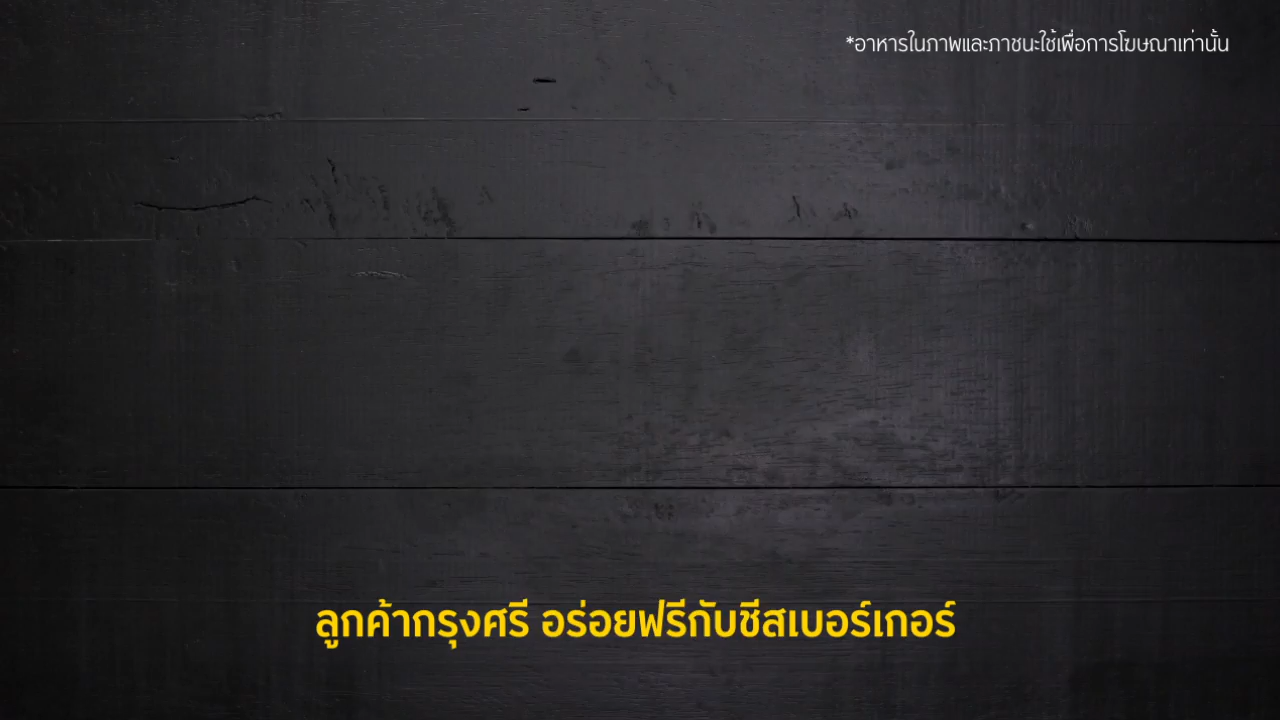 *อาหารในภาพและภาชนะใช้เพื่อการโฆษณาเท่านั้น
ลูกค้ากรุงศรี อร่อยฟรีกับชีสเบอร์เกอร์